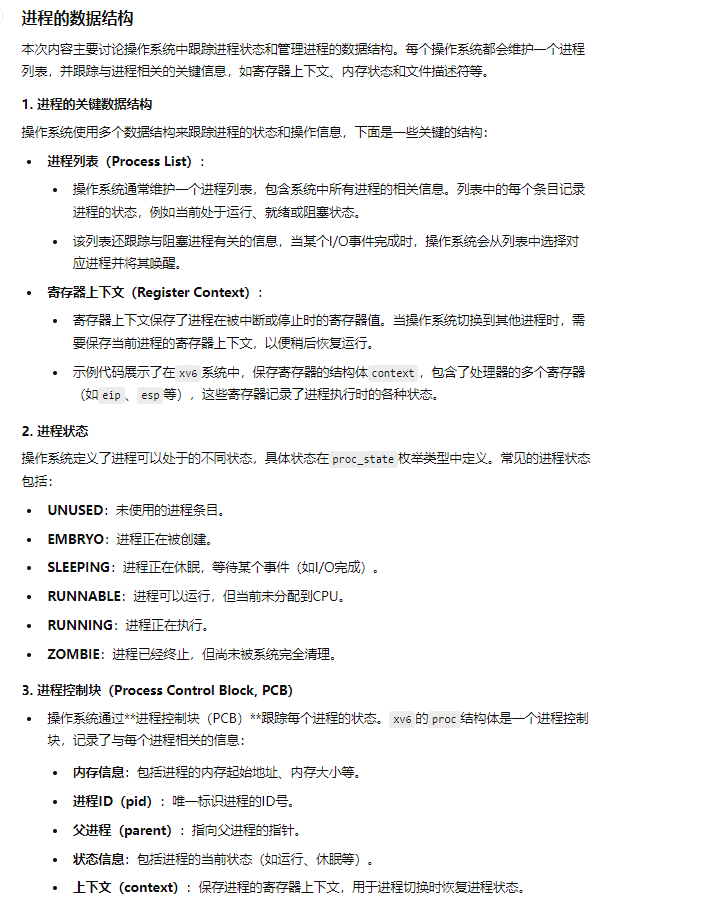 进程的数据结构
本次内容主要讨论操作系统中跟踪进程状态和管理进程的数据结构。每个操作系统都会维护一个进程
列表，并跟踪与进程相关的关键信息，如寄存器上下文、内存状态和文件描述符等。
1. 进程的关键数据结构
操作系统使用多个数据结构来跟踪进程的状态和操作信息，下面是一些关键的结构：
• 进程列表（Process List）：
• 操作系统通常维护一个进程列表，包含系统中所有进程的相关信息。列表中的每个条目记录
进程的状态，例如当前处于运行、就绪或阻塞状态。
• 该列表还跟踪与阻塞进程有关的信息，当某个I/O事件完成时，操作系统会从列表中选择对
应进程并将其唤醒。
• 寄存器上下文（Register Context）：
• 寄存器上下文保存了进程在被中断或停止时的寄存器值。当操作系统切换到其他进程时，需
要保存当前进程的寄存器上下文，以便稍后恢复运行。
• 示例代码展示了在 xv6 系统中，保存寄存器的结构体 context ，包含了处理器的多个寄存器
（如 eip 、 esp 等），这些寄存器记录了进程执行时的各种状态。
2. 进程状态
操作系统定义了进程可以处于的不同状态，具体状态在 proc_state 枚举类型中定义。常见的进程状态
包括：
• UNUSED：未使用的进程条目。
• EMBRYO：进程正在被创建。
• SLEEPING：进程正在休眠，等待某个事件（如I/O完成）。
• RUNNABLE：进程可以运行，但当前未分配到CPU。
• RUNNING：进程正在执行。
• ZOMBIE：进程已经终止，但尚未被系统完全清理。
3. 进程控制块（Process Control Block, PCB）
• 操作系统通过**进程控制块（PCB）**跟踪每个进程的状态。 xv6 的 proc 结构体是一个进程控制
块，记录了与每个进程相关的信息：
• 内存信息：包括进程的内存起始地址、内存大小等。
• 进程ID（pid）：唯一标识进程的ID号。
• 父进程（parent）：指向父进程的指针。
• 状态信息：包括进程的当前状态（如运行、休眠等）。
• 上下文（context）：保存进程的寄存器上下文，用于进程切换时恢复进程状态。